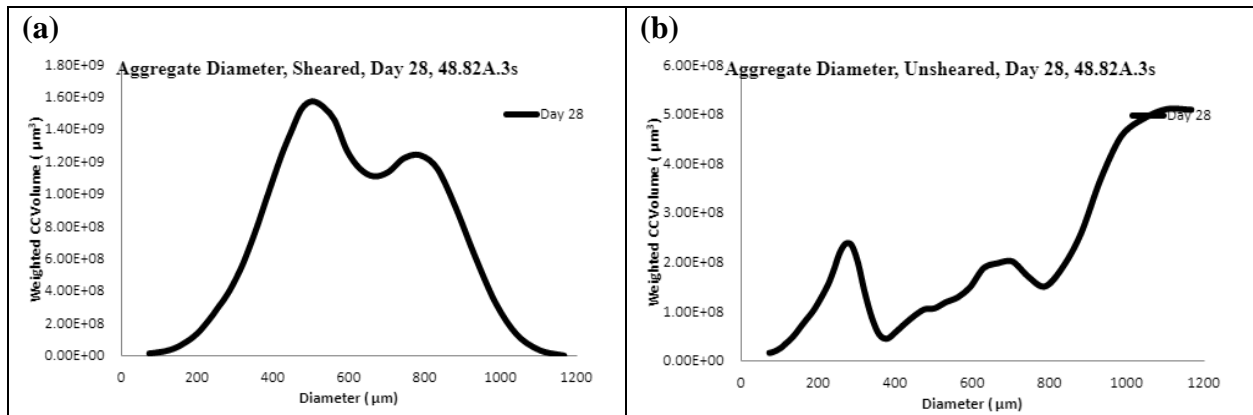 (a)
Aggregate Diameter, Sheared, Day 28, 48.82A.3s
Weighted CCVolume ( µm³)
1.80E+09
1.60E+09
1.40E+09
1.20E+09
1.00E+09
8.00E+08
6.00E+08
4.00E+08
2.00E+08
0.00E+00
Day 28
0 200 400 600 800 1000 1200
Diameter ( µm)
(b)
Aggregate Diameter, Unsheared, Day 28, 48.82A.3s
Weighted CCVolume ( µm³)
6.00E+08
5.00E+08
4.00E+08
3.00E+08
2.00E+08
1.00E+08
0.00E+00
Day 28
0 200 400 600 800 1000 1200
Diameter ( µm)